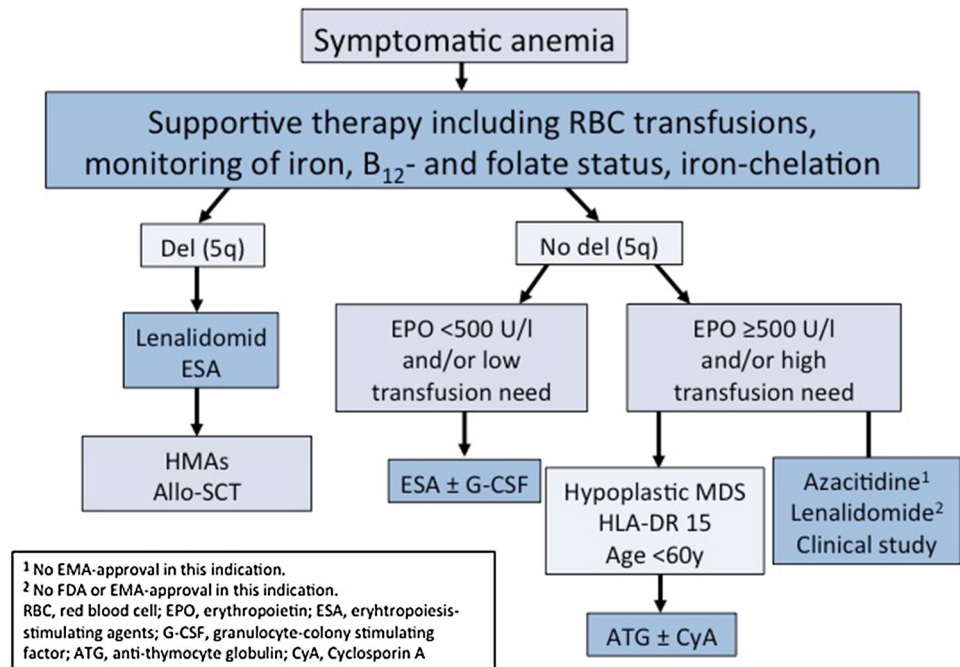 Symptomatic anemia
Supportive therapy including RBC transfusions,
monitoring of iron, B₁₂- and folate status, iron-chelation
Del (5q)
No del (5q)
Lenalidomid
ESA
EPO <500 U/l
and/or low
transfusion need
EPO ≥500 U/l
and/or high
transfusion need
HMAs
Allo-SCT
ESA ± G-CSF
Hypoplastic MDS
HLA-DR 15
Age <60y
Azacitidine¹
Lenalidomide²
Clinical study
ATG ± CyA
¹ No EMA-approval in this indication.
² No FDA or EMA-approval in this indication.
RBC, red blood cell; EPO, erythropoietin; ESA, eryhtropoiesis-
stimulating agents; G-CSF, granulocyte-colony stimulating
factor; ATG, anti-thymocyte globulin; CyA, Cyclosporin A